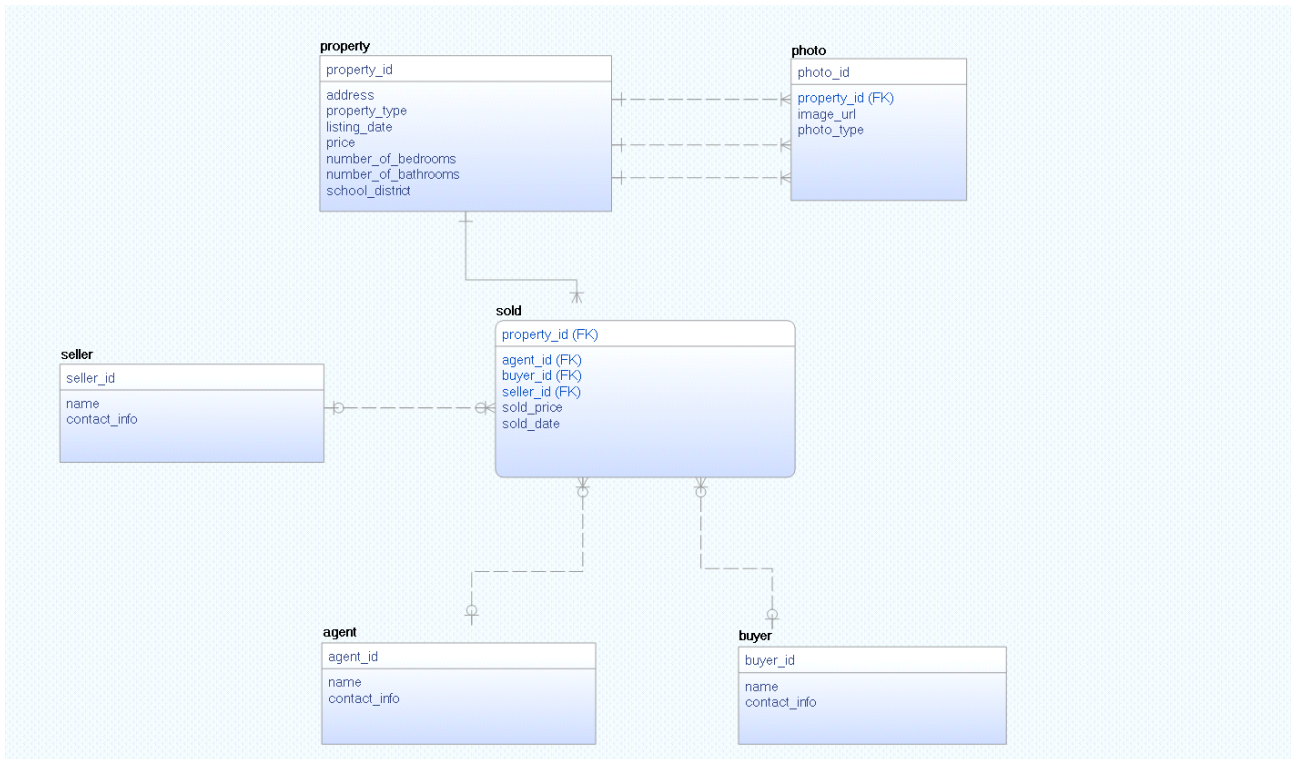 property
property_id
address
property_type
listing_date
price
number_of_bedrooms
number_of_bathrooms
school_district
photo
photo_id
property_id (FK)
image_url
photo_type
sold
property_id (FK)
agent_id (FK)
buyer_id (FK)
seller_id (FK)
sold_price
sold_date
seller
seller_id
name
contact_info
agent
agent_id
name
contact_info
buyer
buyer_id
name
contact_info